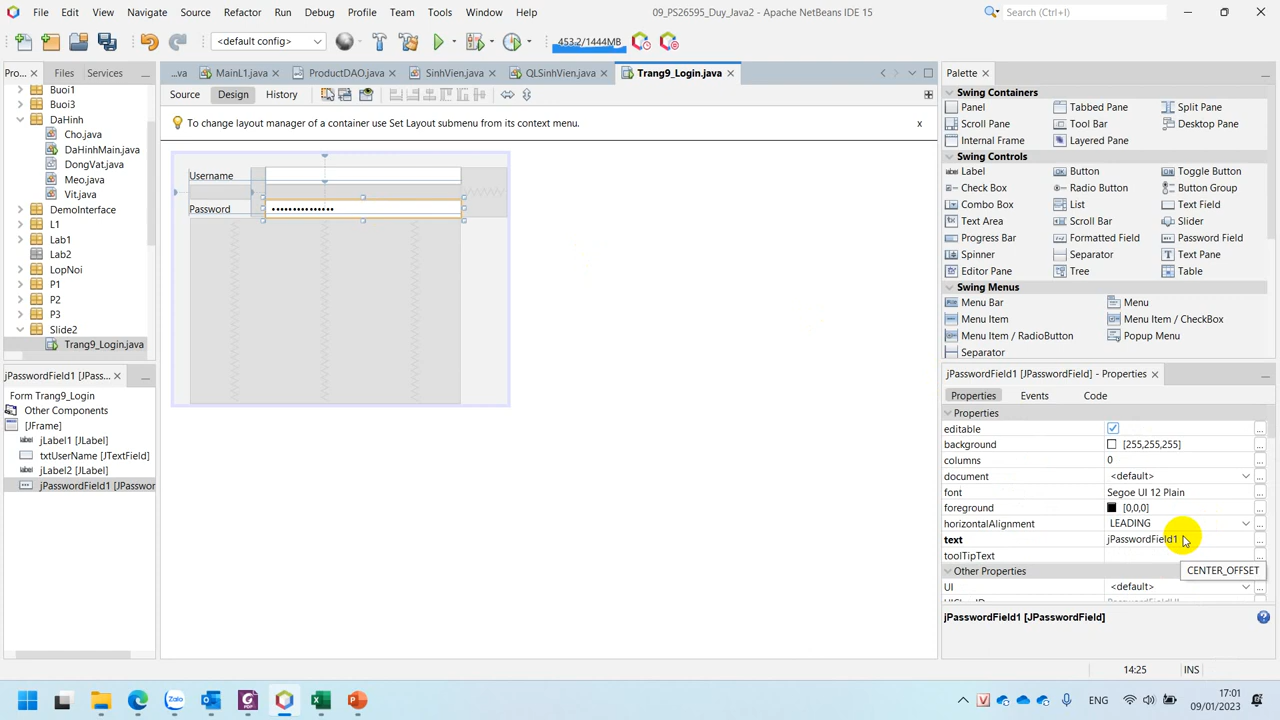 File Edit View Navigate Source Refactor Run Debug Profile Team Tools Window Help
09_PS26595_Duy_Java2 - Apache NetBeans IDE 15
Search (Ctrl+I)
<default config>
453.2/1444MB
Pro...
Files
Services
...va
MainL1.java
ProductDAO.java
SinhVien.java
QLSinhVien.java
Trang9_Login.java
Source
Design
History
To change layout manager of a container use Set Layout submenu from its context menu.
x
Buoi1
Buoi3
DaHinh
Cho.java
DaHinhMain.java
DongVat.java
Meo.java
Vit.java
DemoInterface
L1
Lab1
Lab2
LopNoi
P1
P2
P3
Slide2
Trang9_Login.java
jPasswordField1 [JPass...
Form Trang9_Login
Other Components
[JFrame]
jLabel1 [JLabel]
txtUserName [JTextField]
jLabel2 [JLabel]
jPasswordField1 [JPasswor
Username
Password
Palette
Swing Containers
Panel Tabbed Pane Split Pane
Scroll Pane Tool Bar Desktop Pane
Internal Frame Layered Pane
Swing Controls
Label Button Toggle Button
Check Box Radio Button Button Group
Combo Box List Text Field
Text Area Scroll Bar Slider
Progress Bar Formatted Field Password Field
Spinner Separator Text Pane
Editor Pane Tree Table
Swing Menus
Menu Bar Menu
Menu Item Menu Item / CheckBox
Menu Item / RadioButton Popup Menu
Separator
jPasswordField1 [JPasswordField] - Properties
Properties Events Code
Properties
editable ...
background [255,255,255] ...
columns 0 ...
document <default> ...
font Segoe UI 12 Plain ...
foreground [0,0,0] ...
horizontalAlignment LEADING ...
text jPasswordField1 ...
toolTipText ...
CENTER_OFFSET
Other Properties
UI <default> ...
jPasswordField1 [JPasswordField]
14:25 INS
ENG
17:01
09/01/2023